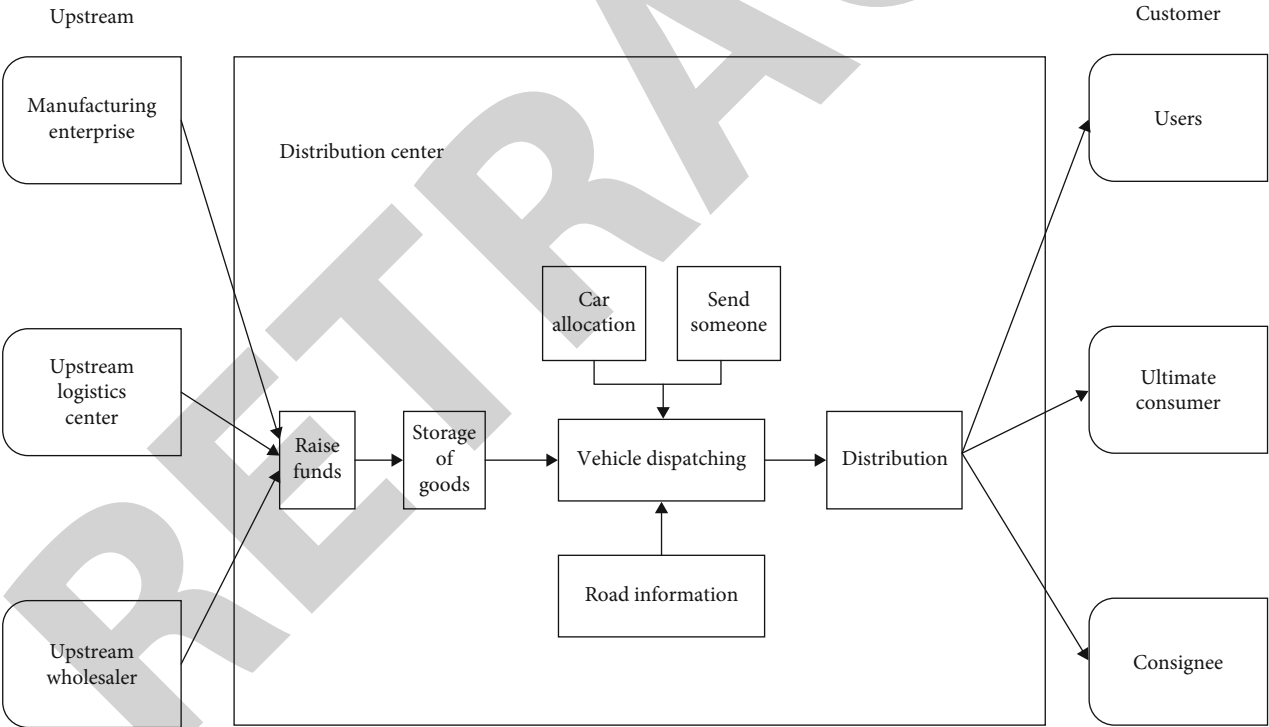 Upstream
Customer
Manufacturing
enterprise
Users
Distribution center
Car
allocation
Send
someone
Upstream
logistics
center
Ultimate
consumer
Raise
funds
Storage
of
goods
Vehicle dispatching
Distribution
Road information
Upstream
wholesaler
Consignee
RETRAC